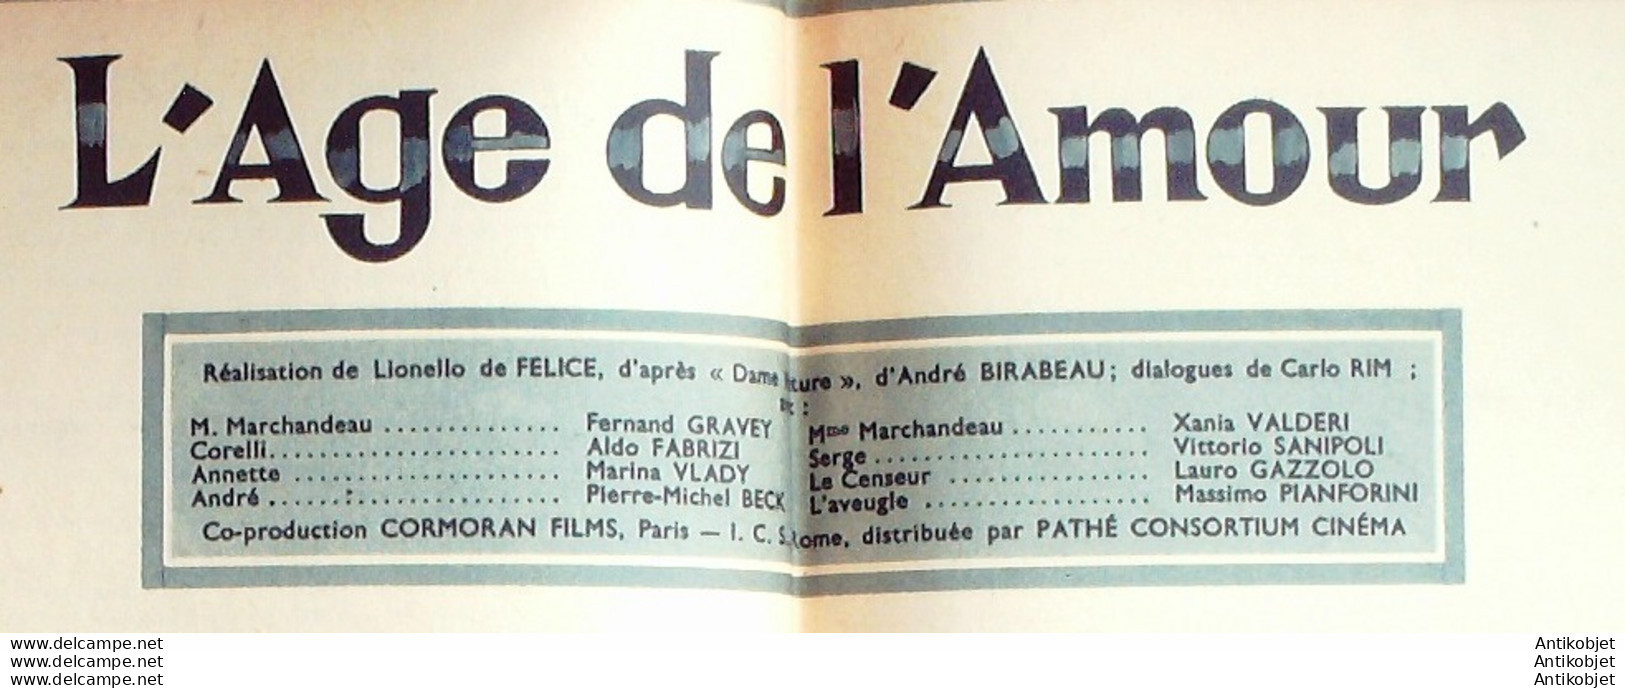 L'Age de l'Amour
Réalisation de Lionello de FELICE, d'après « Dame ture », d'André BIRABEAU; dialogues de Carlo RIM ;
:
M. Marchandeau .............. Fernand GRAVEY
Corelli....................... Aldo FABRIZI
Annette ..................... Marina VLADY
André ......:................ Pierre-Michel BECK
Mme Marchandeau ........... Xania VALDERI
Serge....................... Vittorio SANIPOLI
Le Censeur ................ Lauro GAZZOLO
L'aveugle .................. Massimo PIANFORINI
Co-production CORMORAN FILMS, Paris — I. C. S. ome, distribuée par PATHÉ CONSORTIUM CINÉMA
www.delcampe.net
www.delcampe.net
www.delcampe.net
Antikobjet
Antikobjet
Antikobjet